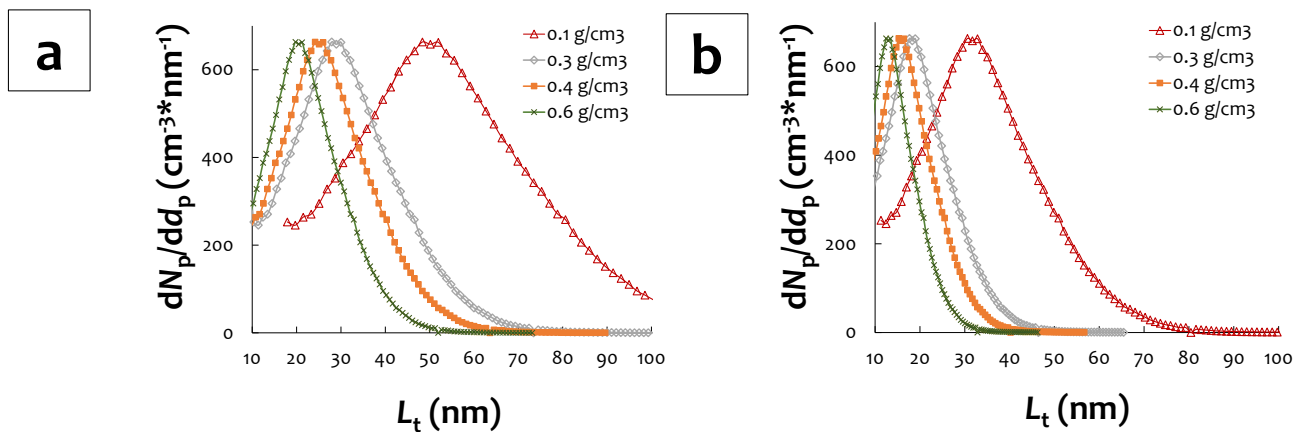 a
dNp/ddp (cm-3*nm-1)
600
400
200
0
10 20 30 40 50 60 70 80 90 100
Lt (nm)
0.1 g/cm3
0.3 g/cm3
0.4 g/cm3
0.6 g/cm3
b
dNp/ddp (cm-3*nm-1)
600
400
200
0
10 20 30 40 50 60 70 80 90 100
Lt (nm)
0.1 g/cm3
0.3 g/cm3
0.4 g/cm3
0.6 g/cm3